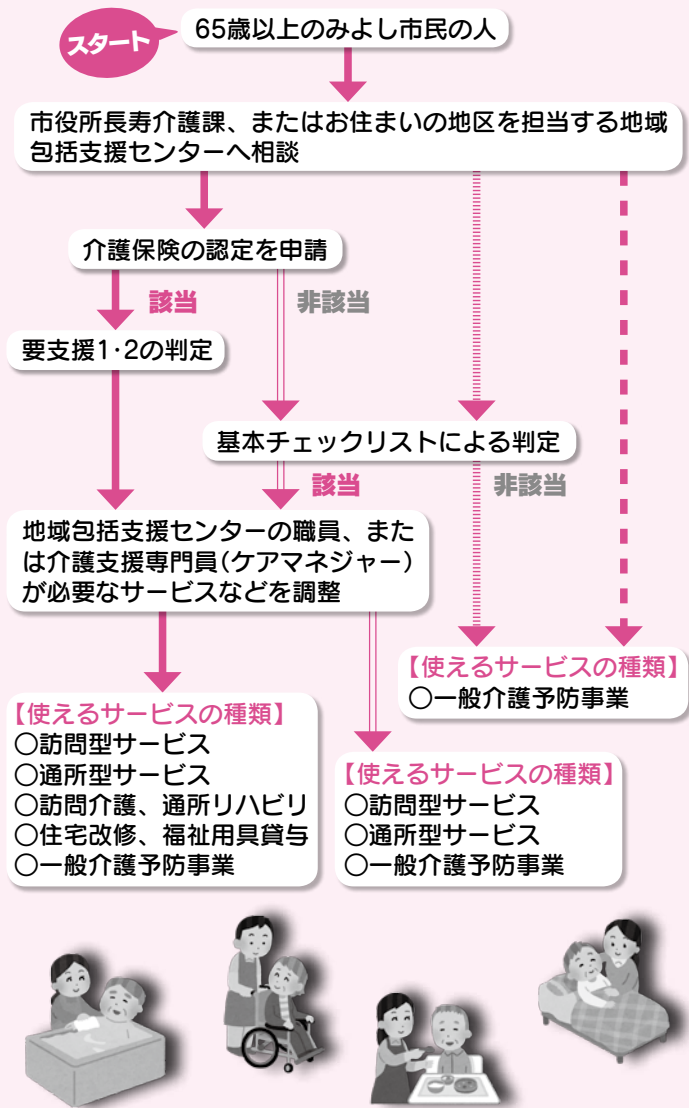 スタート
65歳以上のみよし市民の人
市役所長寿介護課、またはお住まいの地区を担当する地域
包括支援センターへ相談
介護保険の認定を申請
該当
非該当
要支援1・2の判定
基本チェックリストによる判定
該当
非該当
地域包括支援センターの職員、また
は介護支援専門員(ケアマネジャー)
が必要なサービスなどを調整
【使えるサービスの種類】
○一般介護予防事業
【使えるサービスの種類】
○訪問型サービス
○通所型サービス
○訪問介護、通所リハビリ
○住宅改修、福祉用具貸与
○一般介護予防事業
【使えるサービスの種類】
○訪問型サービス
○通所型サービス
○一般介護予防事業